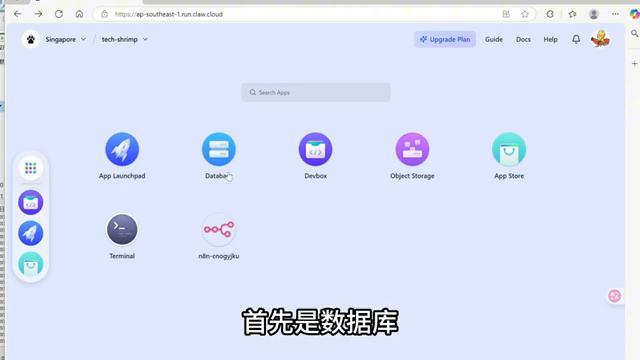 https://ap-southeast-1.run.claw.cloud
Singapore
tech-shrimp
Upgrade Plan
Guide
Docs
Help
Search Apps
App Launchpad
Database
Devbox
Object Storage
App Store
Terminal
n8n-cnogyjku
首先是数据库